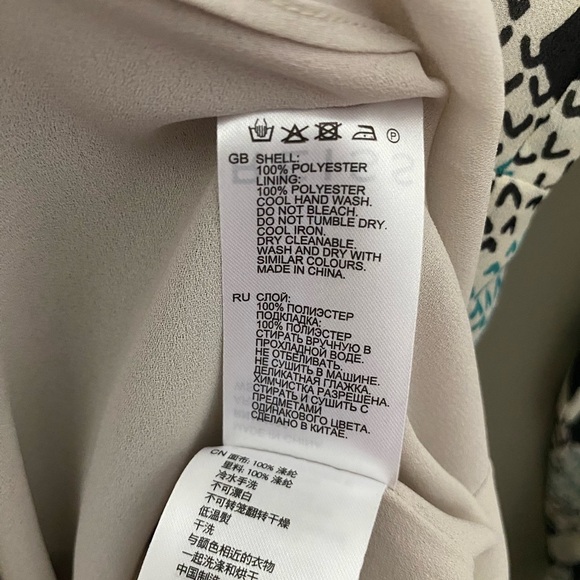 P
GB SHELL:
100% POLYESTER
LINING:
100% POLYESTER
COOL HAND WASH.
DO NOT BLEACH.
DO NOT TUMBLE DRY.
COOL IRON.
DRY CLEANABLE.
WASH AND DRY WITH
SIMILAR COLOURS.
MADE IN CHINA.
RU СЛОЙ:
100% ПОЛИЭСТЕР
ПОДКЛАДКА:
100% ПОЛИЭСТЕР
СТИРАТЬ ВРУЧНУЮ В
ПРОХЛАДНОЙ ВОДЕ.
НЕ ОТБЕЛИВАТЬ.
НЕ СУШИТЬ В МАШИНЕ.
ДЕЛИКАТНАЯ ГЛАЖКА.
ХИМЧИСТКА РАЗРЕШЕНА.
СТИРАТЬ И СУШИТЬ С
ПРЕДМЕТАМИ
ОДИНАКОВОГО ЦВЕТА.
СДЕЛАНО В КИТАЕ.
CN 面布: 100% 涤纶
里料: 100% 涤纶
冷水手洗
不可漂白
不可转笼翻转干燥
低温熨
干洗
与颜色相近的衣物
一起洗涤和烘干
中国制造